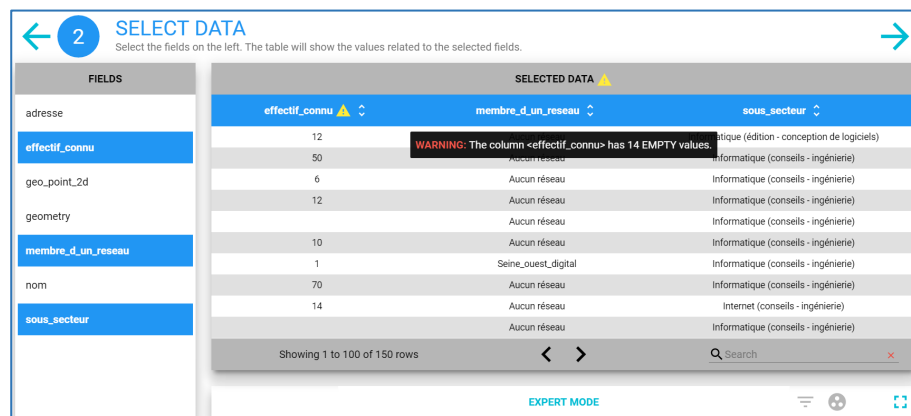 2
SELECT DATA
Select the fields on the left. The table will show the values related to the selected fields.
FIELDS
adresse
effectif_connu
geo_point_2d
geometry
membre_d_un_reseau
nom
sous_secteur
SELECTED DATA
effectif_connu membre_d_un_reseau sous_secteur
12 Aucun réseau Informatique (édition - conception de logiciels)
WARNING: The column <effectif_connu> has 14 EMPTY values.
50 Aucun réseau Informatique (conseils - ingénierie)
6 Aucun réseau Informatique (conseils - ingénierie)
12 Aucun réseau Informatique (conseils - ingénierie)
Aucun réseau Informatique (conseils - ingénierie)
10 Aucun réseau Informatique (conseils - ingénierie)
1 Seine_ouest_digital Informatique (conseils - ingénierie)
70 Aucun réseau Informatique (conseils - ingénierie)
14 Aucun réseau Internet (conseils - ingénierie)
Aucun réseau Informatique (conseils - ingénierie)
Showing 1 to 100 of 150 rows Search
EXPERT MODE